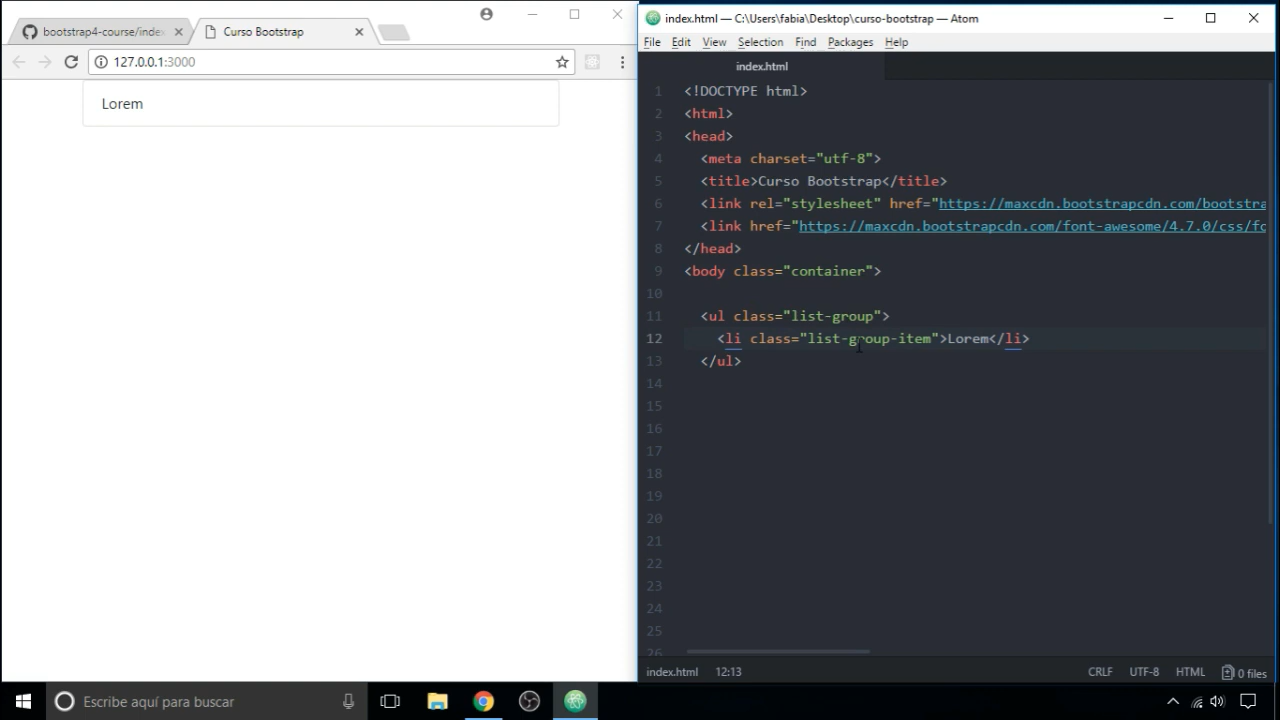 bootstrap4-course/index
Curso Bootstrap
127.0.0.1:3000
Lorem
index.html — C:\Users\fabia\Desktop\curso-bootstrap — Atom
File Edit View Selection Find Packages Help
index.html
1 <!DOCTYPE html>
2 <html>
3 <head>
4 <meta charset="utf-8">
5 <title>Curso Bootstrap</title>
6 <link rel="stylesheet" href="https://maxcdn.bootstrapcdn.com/bootstra
7 <link href="https://maxcdn.bootstrapcdn.com/font-awesome/4.7.0/css/fo
8 </head>
9 <body class="container">
10
11 <ul class="list-group">
12 <li class="list-group-item">Lorem</li>
13 </ul>
14
15
16
17
18
19
20
21
22
23
24
25
26
index.html 12:13 CRLF UTF-8 HTML 0 files
Escribe aquí para buscar